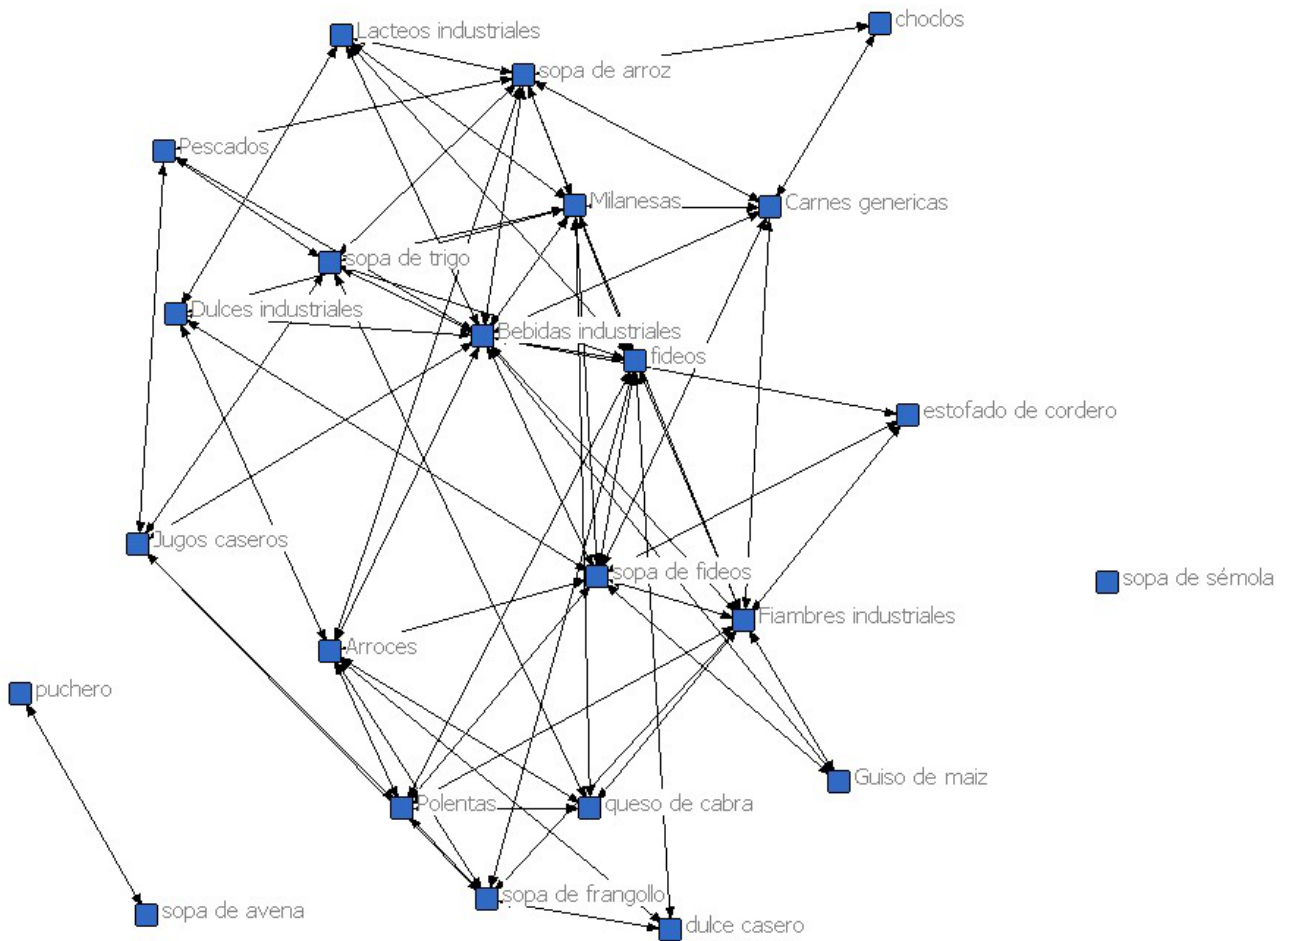 choclos
Lacteos industriales
sopa de arroz
Pescados
Milanesas
Carnes genericas
sopa de trigo
Dulces industriales
Bebidas industriales
fideos
estofado de cordero
Jugos caseros
sopa de fideos
sopa de sémola
Fiambres industriales
Arroces
puchero
Guiso de maiz
Polentas
queso de cabra
sopa de frangollo
sopa de avena
dulce casero